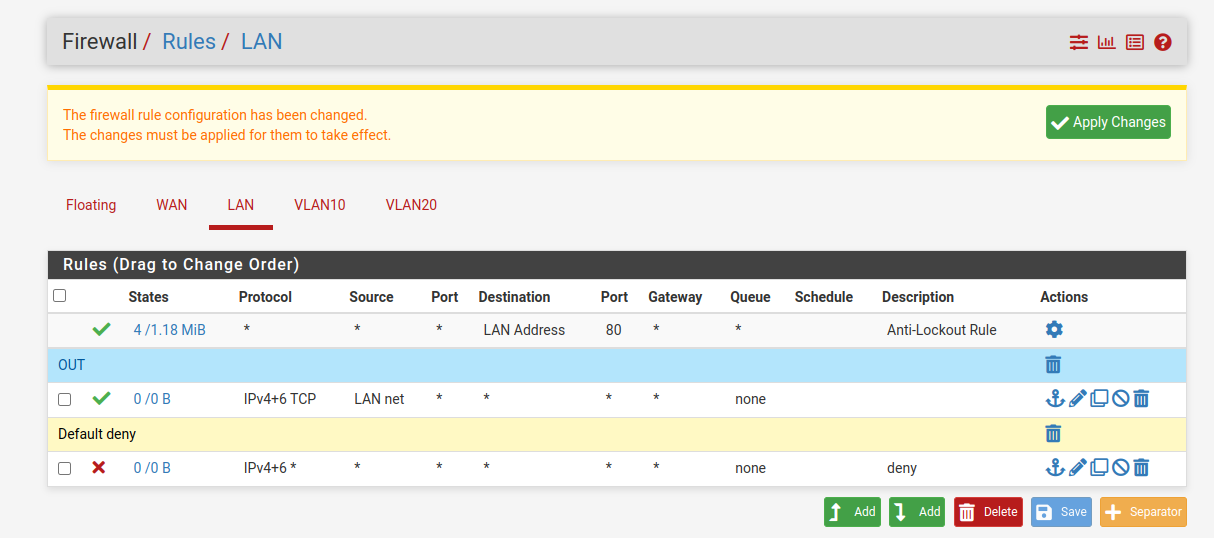 Firewall / Rules / LAN
The firewall rule configuration has been changed.
The changes must be applied for them to take effect.
Apply Changes
Floating WAN LAN VLAN10 VLAN20
Rules (Drag to Change Order)
States Protocol Source Port Destination Port Gateway Queue Schedule Description Actions
4 /1.18 MiB * * * LAN Address 80 * * Anti-Lockout Rule
OUT
0 /0 B IPv4+6 TCP LAN net * * * * none
Default deny
0 /0 B IPv4+6 * * * * * * none deny
Add Add Delete Save Separator